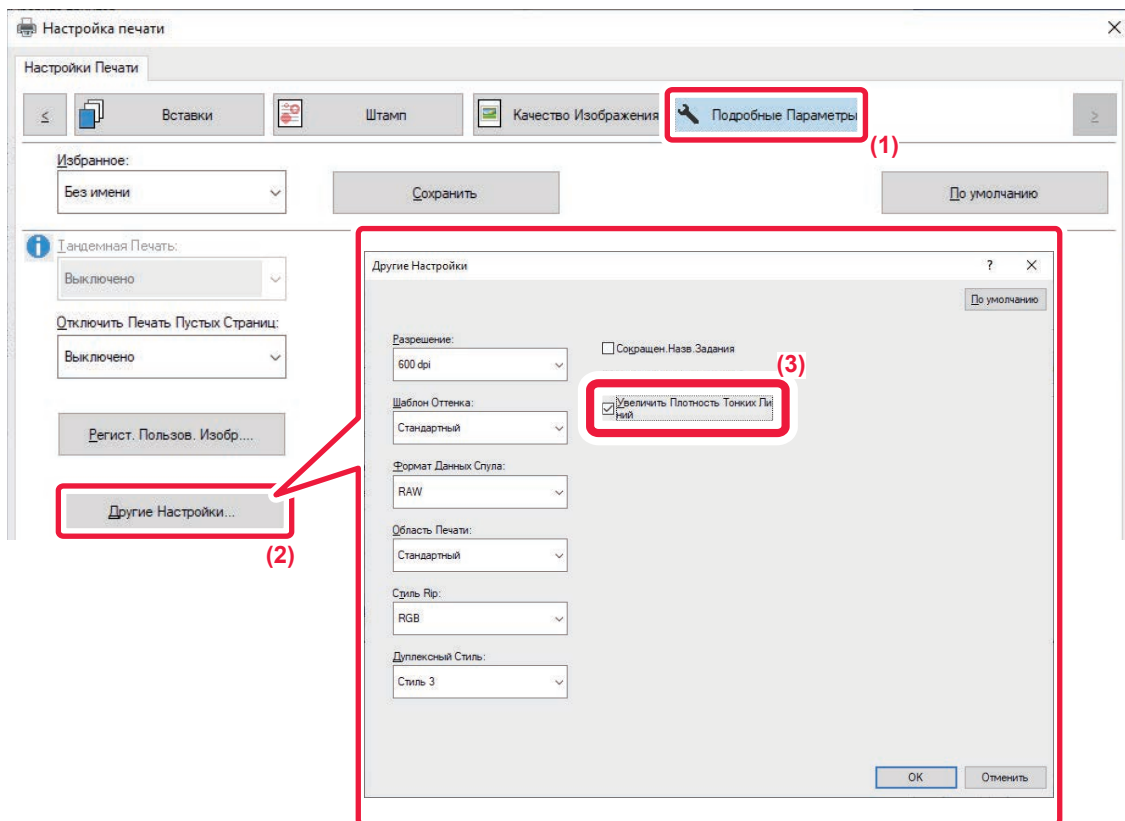 Настройка печати
Настройки Печати
< Вставки Штамп Качество Изображения Подробные Параметры >
(1)
Избранное:
Без имени Сохранить По умолчанию
Тандемная Печать:
Выключено
Отключить Печать Пустых Страниц:
Выключено
Регист. Пользов. Изобр....
Другие Настройки...
(2)
Другие Настройки ?
По умолчанию
Разрешение:
600 dpi
Сокращен.Назв.Задания
(3)
Увеличить Плотность Тонких Ли
ний
Шаблон Оттенка:
Стандартный
Формат Данных Спула:
RAW
Область Печати:
Стандартный
Стиль Rip:
RGB
Дуплексный Стиль:
Стиль 3
OK Отменить